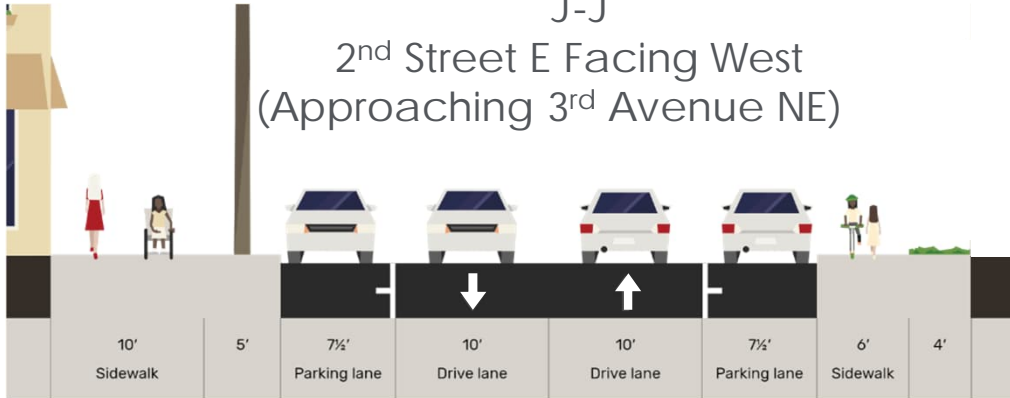 J-J
2nd Street E Facing West
(Approaching 3rd Avenue NE)
10' 5' 7½' 10' 10' 7½' 6' 4'
Sidewalk Parking lane Drive lane Drive lane Parking lane Sidewalk